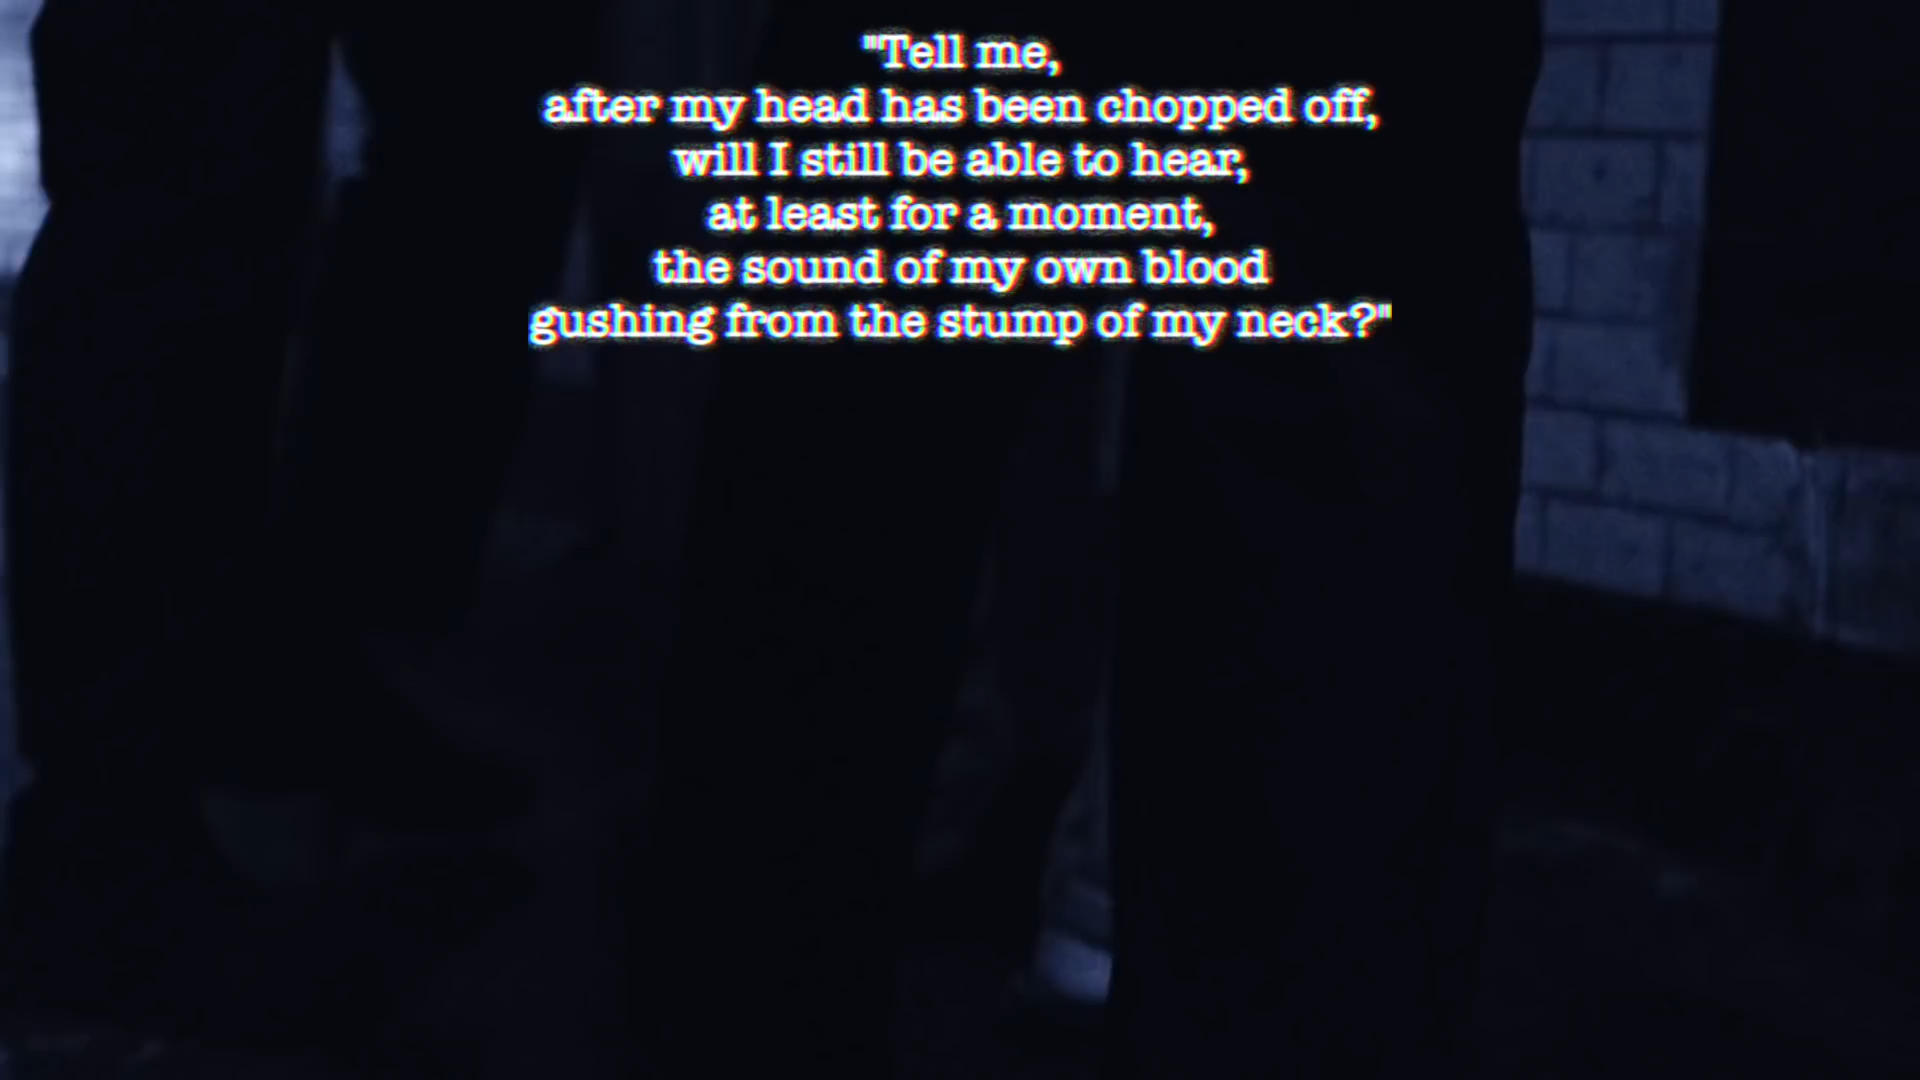 "Tell me,
after my head has been chopped off,
will I still be able to hear,
at least for a moment,
the sound of my own blood
gushing from the stump of my neck?"